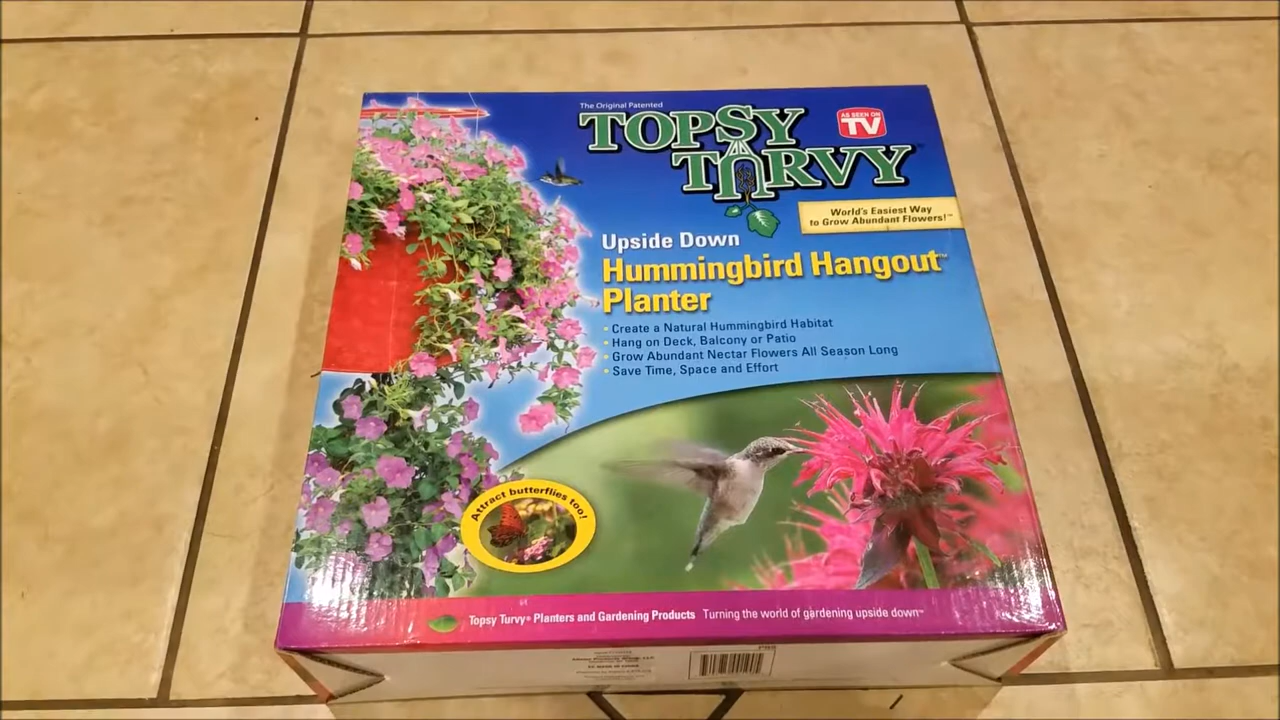 The Original Patented
TOPSY
TURVY
AS SEEN ON
TV
World's Easiest Way
to Grow Abundant Flowers!™
Upside Down
Hummingbird Hangout™
Planter
• Create a Natural Hummingbird Habitat
• Hang on Deck, Balcony or Patio
• Grow Abundant Nectar Flowers All Season Long
• Save Time, Space and Effort
Attract butterflies too!
Topsy Turvy® Planters and Gardening Products Turning the world of gardening upside down™